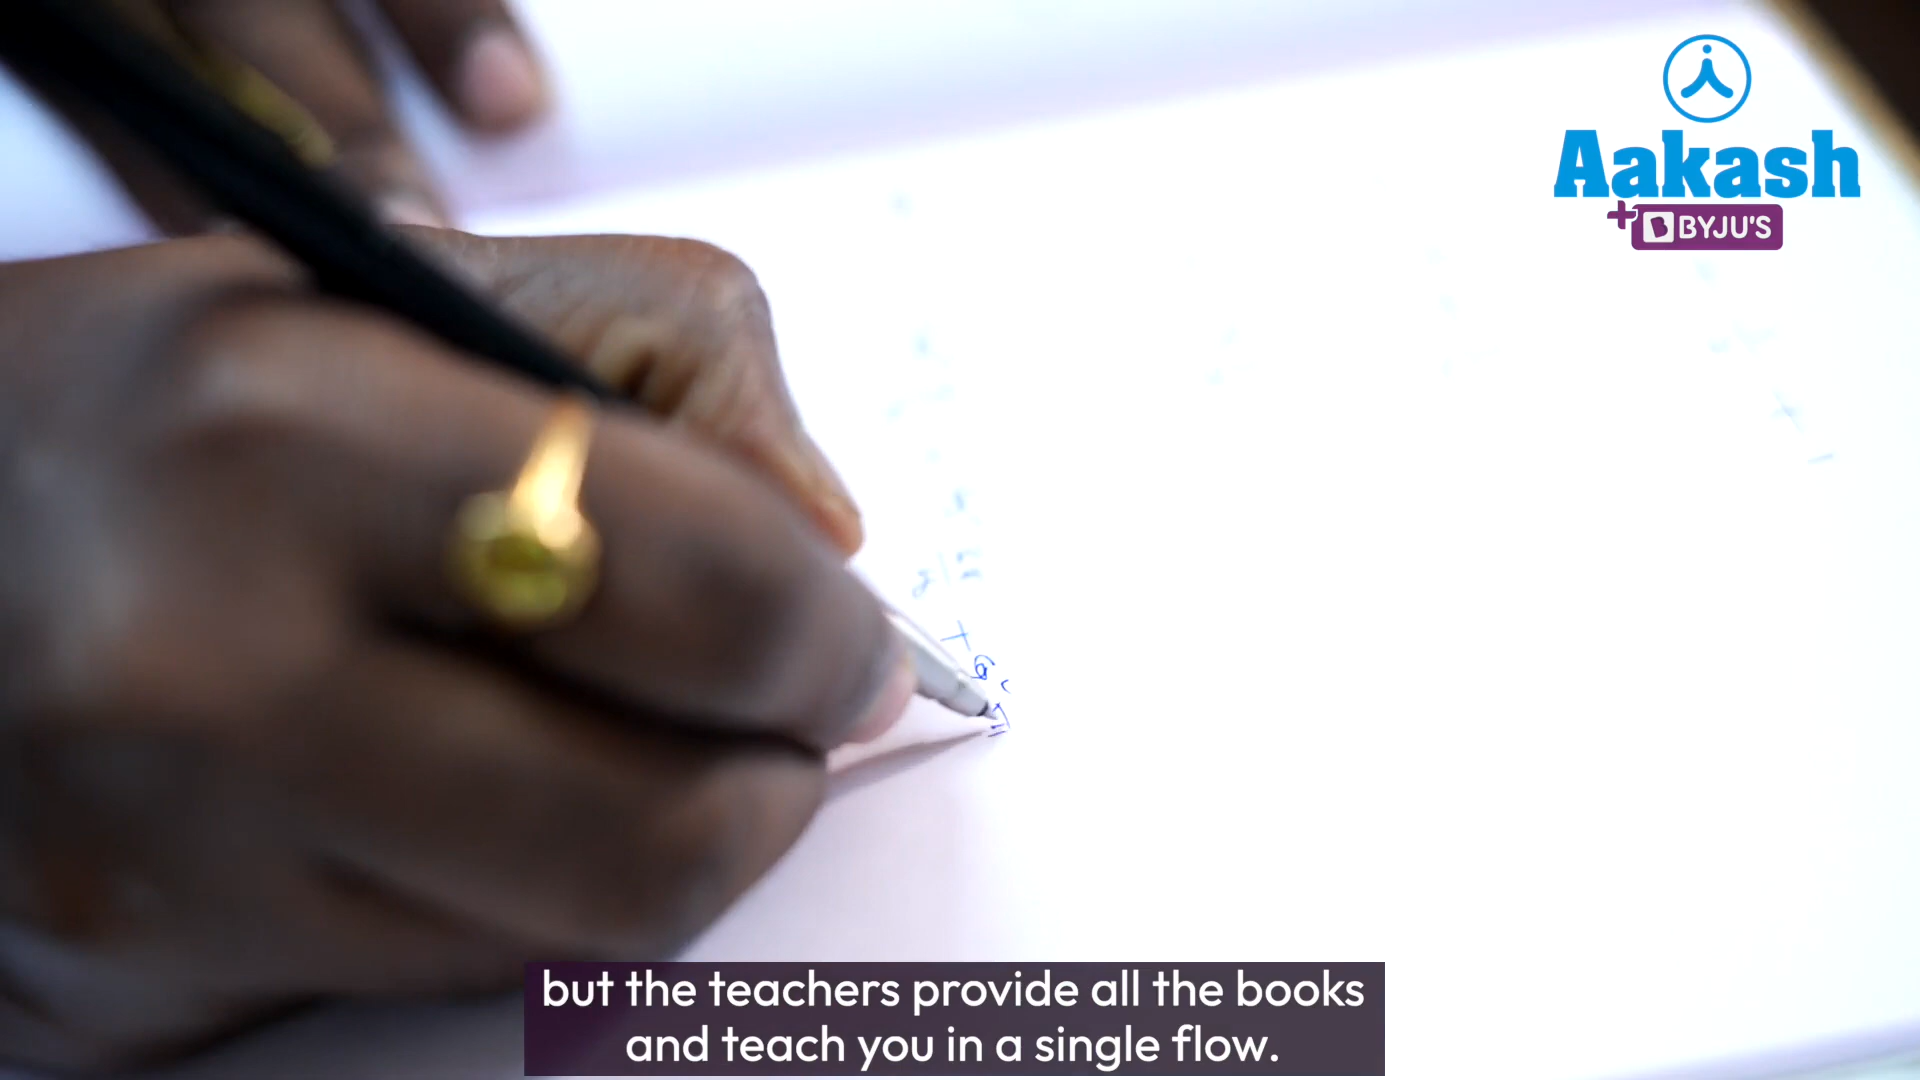 Aakash
+ BYJU'S
but the teachers provide all the books
and teach you in a single flow.